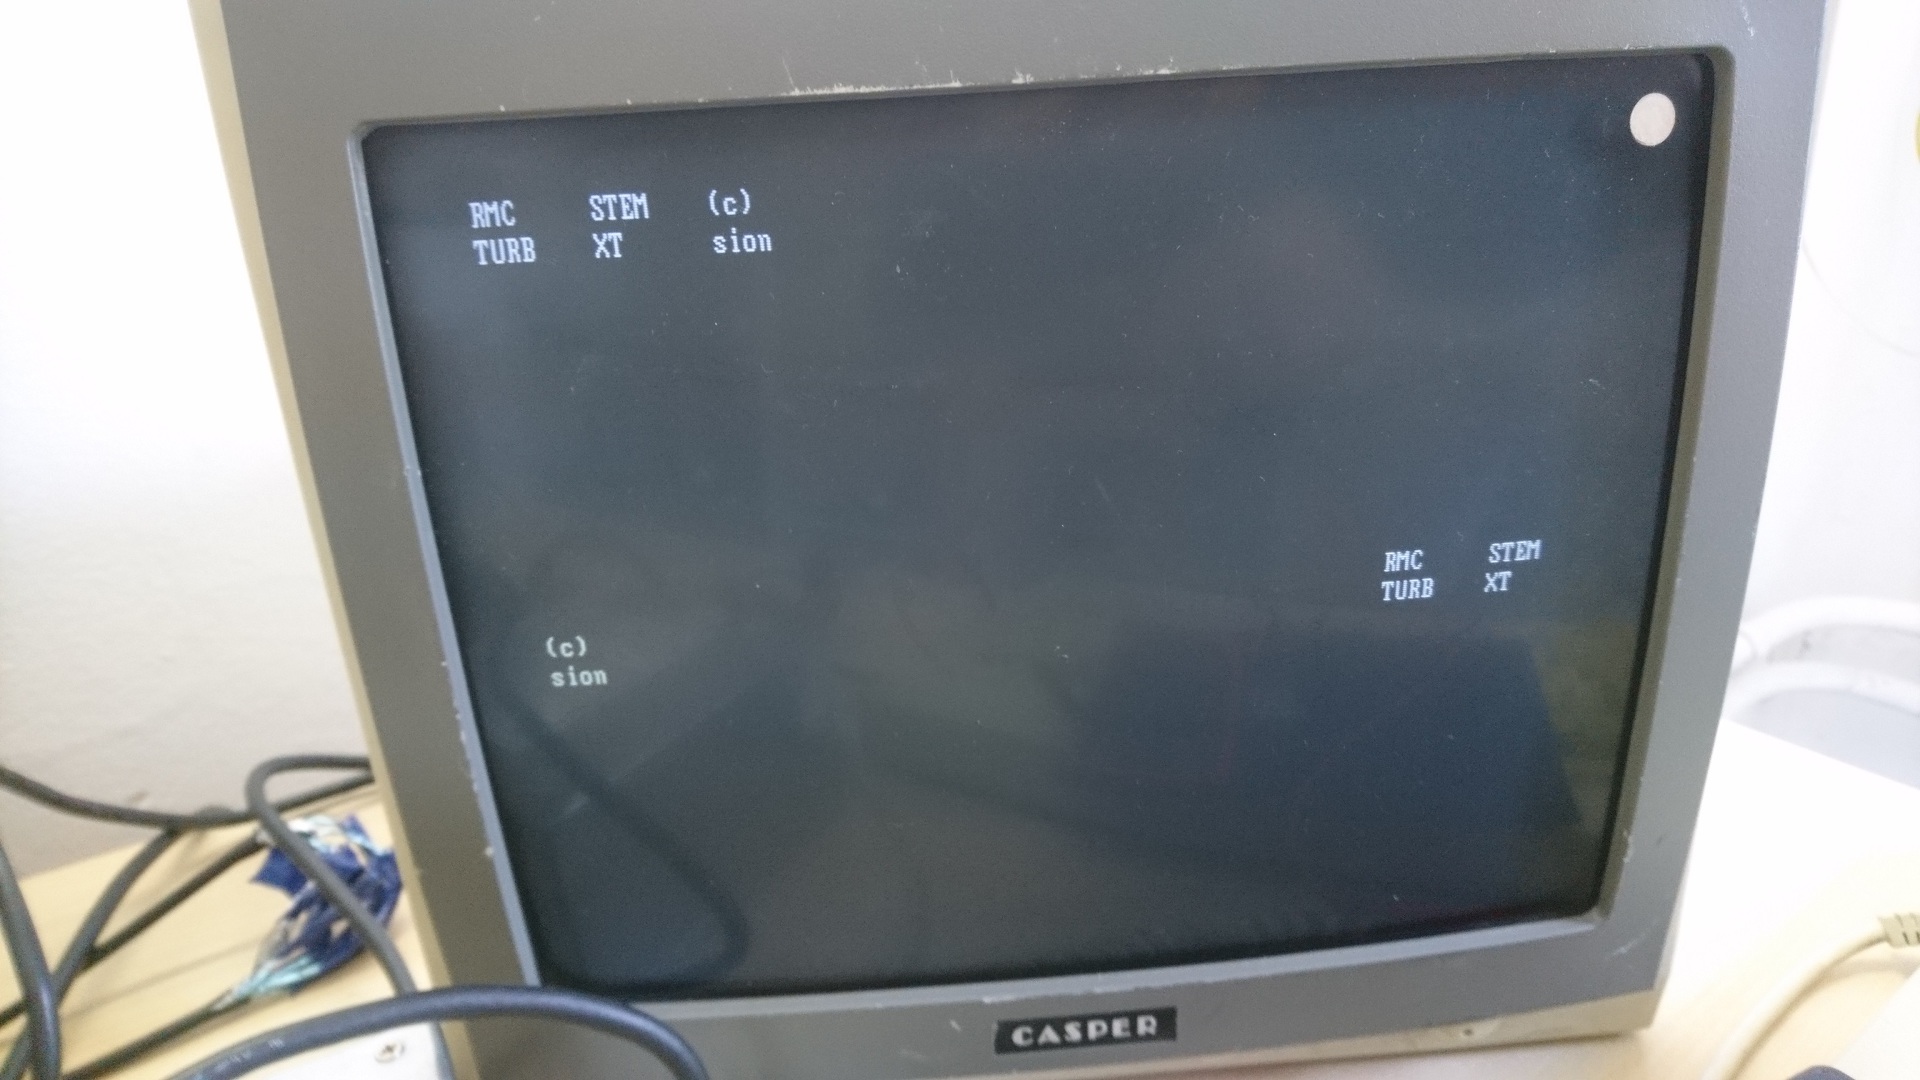 RMC STEM (c)
TURB XT sion
RMC STEM
TURB XT
(c)
sion
CASPER